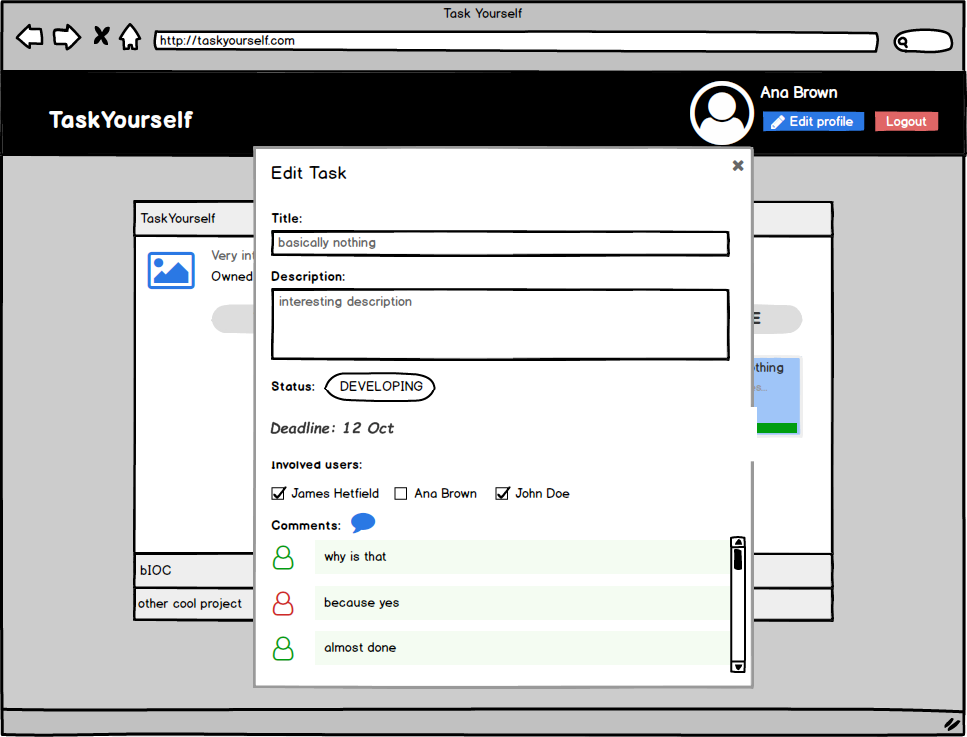 Task Yourself
http://taskyourself.com
TaskYourself
Ana Brown
Edit profile
Logout
Edit Task
Title:
basically nothing
Description:
interesting description
Status: DEVELOPING
Deadline: 12 Oct
Involved users:
James Hetfield Ana Brown John Doe
Comments:
why is that
because yes
almost done
TaskYourself
Very int
Owned
E
othing
bIOC
other cool project